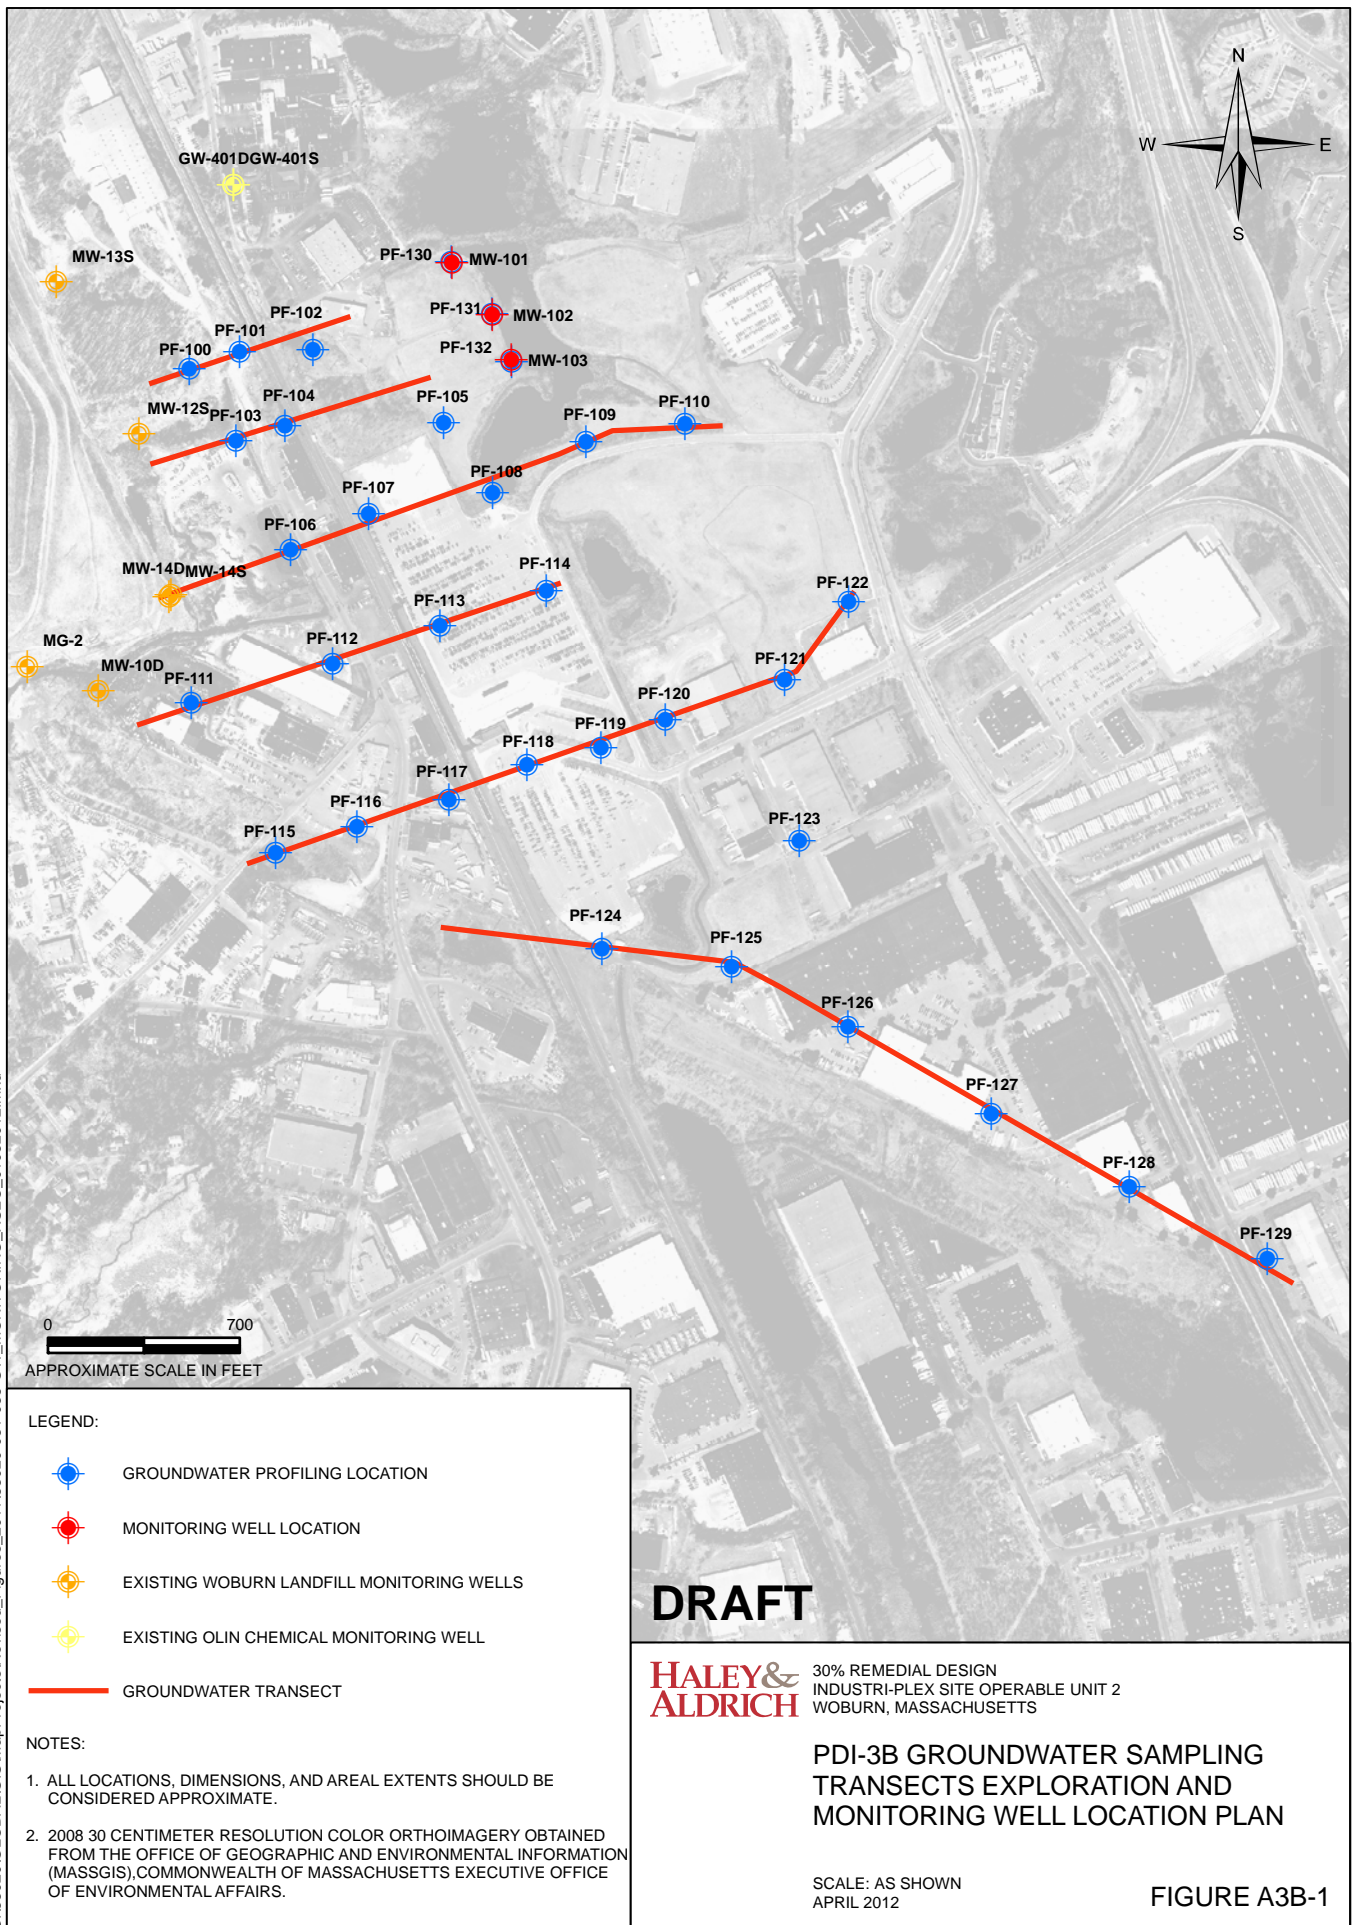 N
W
E
S
GW-401DGW-401S
MW-13S
PF-130
MW-101
PF-131
MW-102
PF-132
MW-103
PF-102
PF-101
PF-100
MW-12S
PF-103
PF-104
PF-105
PF-109
PF-110
PF-108
PF-107
PF-106
MW-14DMW-14S
PF-114
PF-113
PF-122
MG-2
MW-10D
PF-112
PF-111
PF-121
PF-120
PF-119
PF-118
PF-117
PF-116
PF-115
PF-123
PF-124
PF-125
PF-126
PF-127
PF-128
PF-129
0 700
APPROXIMATE SCALE IN FEET
LEGEND:
GROUNDWATER PROFILING LOCATION
MONITORING WELL LOCATION
EXISTING WOBURN LANDFILL MONITORING WELLS
EXISTING OLIN CHEMICAL MONITORING WELL
GROUNDWATER TRANSECT
NOTES:
1. ALL LOCATIONS, DIMENSIONS, AND AREAL EXTENTS SHOULD BE
CONSIDERED APPROXIMATE.
2. 2008 30 CENTIMETER RESOLUTION COLOR ORTHOIMAGERY OBTAINED
FROM THE OFFICE OF GEOGRAPHIC AND ENVIRONMENTAL INFORMATION
(MASSGIS),COMMONWEALTH OF MASSACHUSETTS EXECUTIVE OFFICE
OF ENVIRONMENTAL AFFAIRS.
DRAFT
HALEY&
ALDRICH
30% REMEDIAL DESIGN
INDUSTRI-PLEX SITE OPERABLE UNIT 2
WOBURN, MASSACHUSETTS
PDI-3B GROUNDWATER SAMPLING
TRANSECTS EXPLORATION AND
MONITORING WELL LOCATION PLAN
SCALE: AS SHOWN
APRIL 2012
FIGURE A3B-1